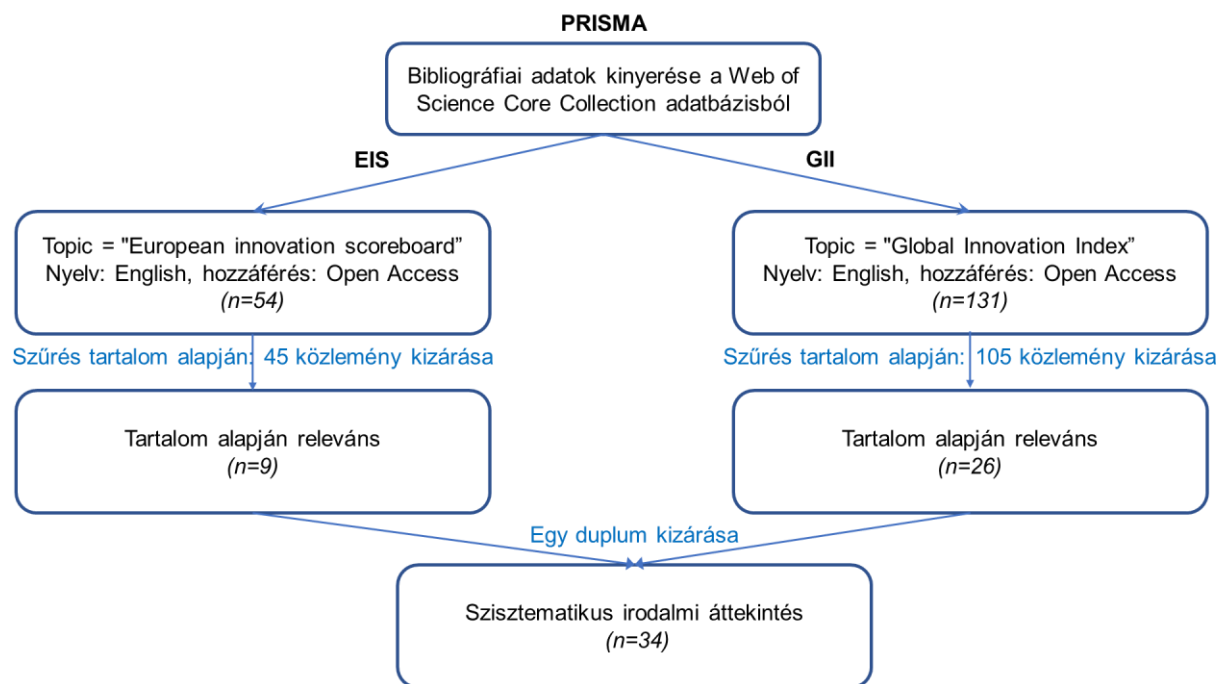 PRISMA
Bibliográfiai adatok kinyerése a Web of
Science Core Collection adatbázisból
EIS
GII
Topic = "European innovation scoreboard”
Nyelv: English, hozzáférés: Open Access
(n=54)
Topic = "Global Innovation Index”
Nyelv: English, hozzáférés: Open Access
(n=131)
Szűrés tartalom alapján: 45 közlemény kizárása
Szűrés tartalom alapján: 105 közlemény kizárása
Tartalom alapján releváns
(n=9)
Tartalom alapján releváns
(n=26)
Egy duplum kizárása
Szisztematikus irodalmi áttekintés
(n=34)